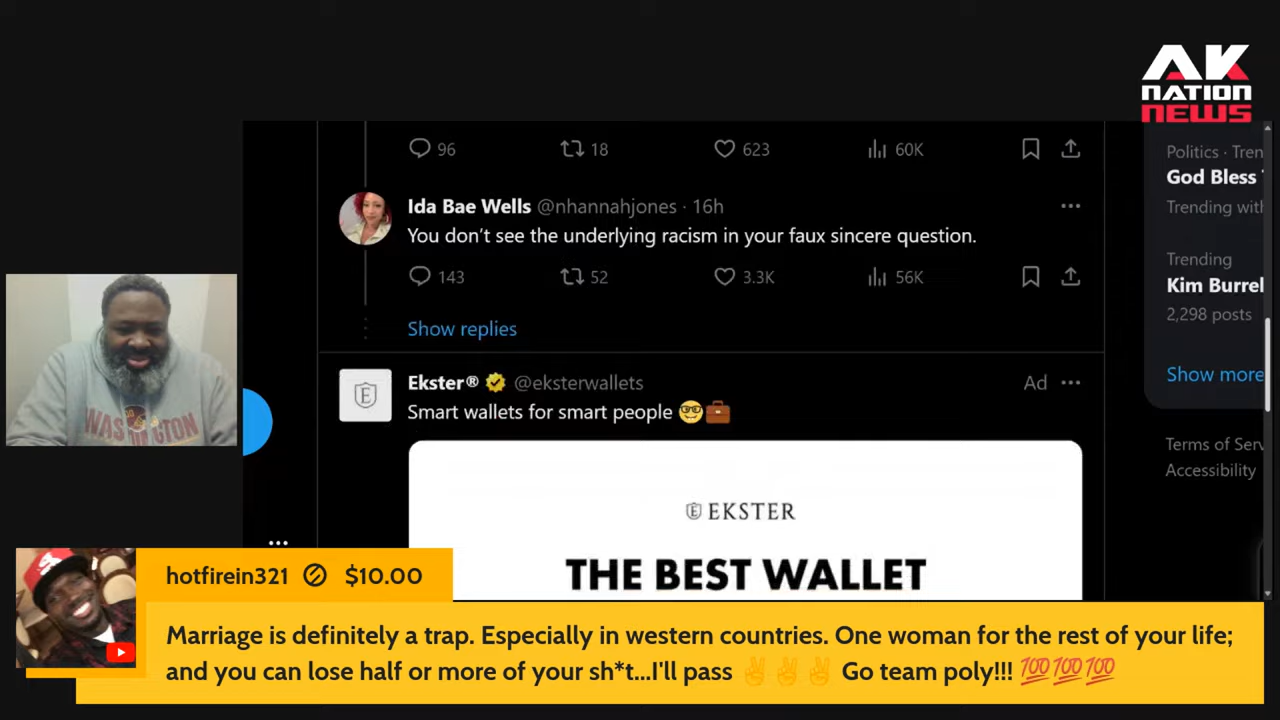 AK
NATION
NEWS
96 18 623 60K
Politics · Tren
God Bless
Trending with
Ida Bae Wells @nhannahjones · 16h
You don't see the underlying racism in your faux sincere question.
143 52 3.3K 56K
Trending
Kim Burrel
2,298 posts
Show more
Show replies
Ekster® @eksterwallets Ad
Smart wallets for smart people 🤓💼
Terms of Serv
Accessibility
EKSTER
THE BEST WALLET
WASHINGTON
hotfirein321 $10.00
Marriage is definitely a trap. Especially in western countries. One woman for the rest of your life;
and you can lose half or more of your sh*t...I'll pass ✌✌✌ Go team poly!!! 💯💯💯